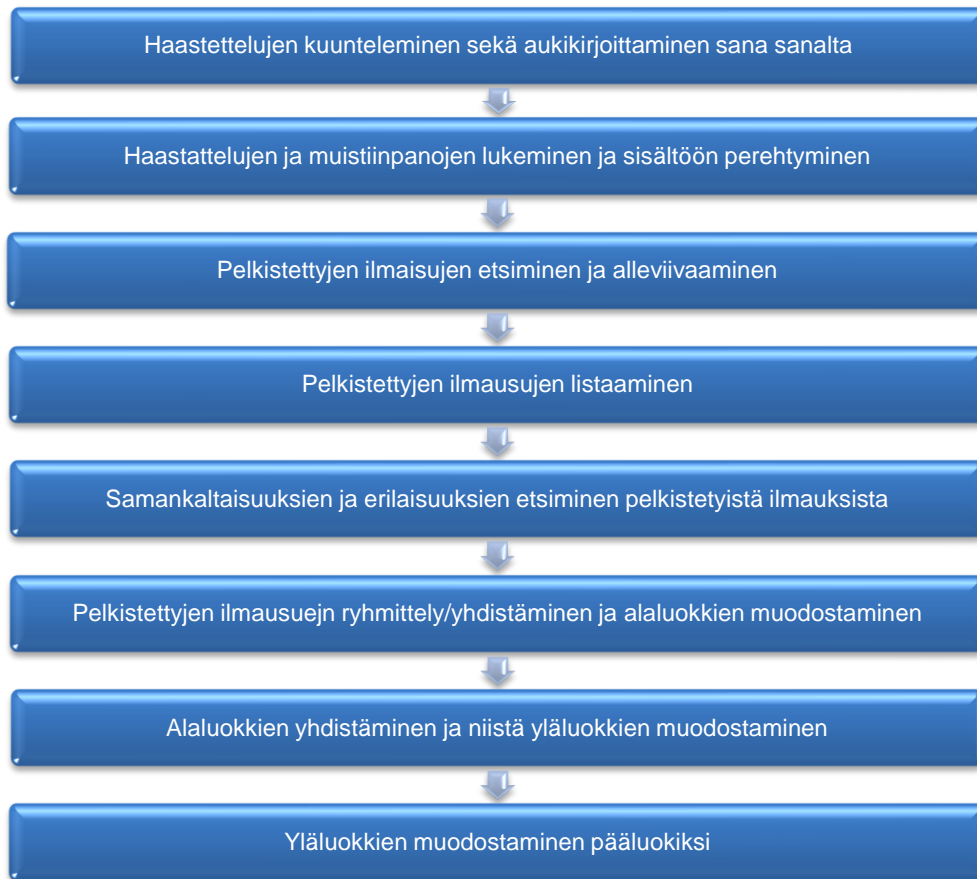 Haastettelujen kuunteleminen sekä aukikirjoittaminen sana sanalta
Haastattelujen ja muistiinpanojen lukeminen ja sisältöön perehtyminen
Pelkistettyjen ilmaisujen etsiminen ja alleviivaaminen
Pelkistettyjen ilmausujen listaaminen
Samankaltaisuuksien ja erilaisuuksien etsiminen pelkistetyistä ilmauksista
Pelkistettyjen ilmausuejn ryhmittely/yhdistäminen ja alaluokkien muodostaminen
Alaluokkien yhdistäminen ja niistä yläluokkien muodostaminen
Yläluokkien muodostaminen pääluokiksi